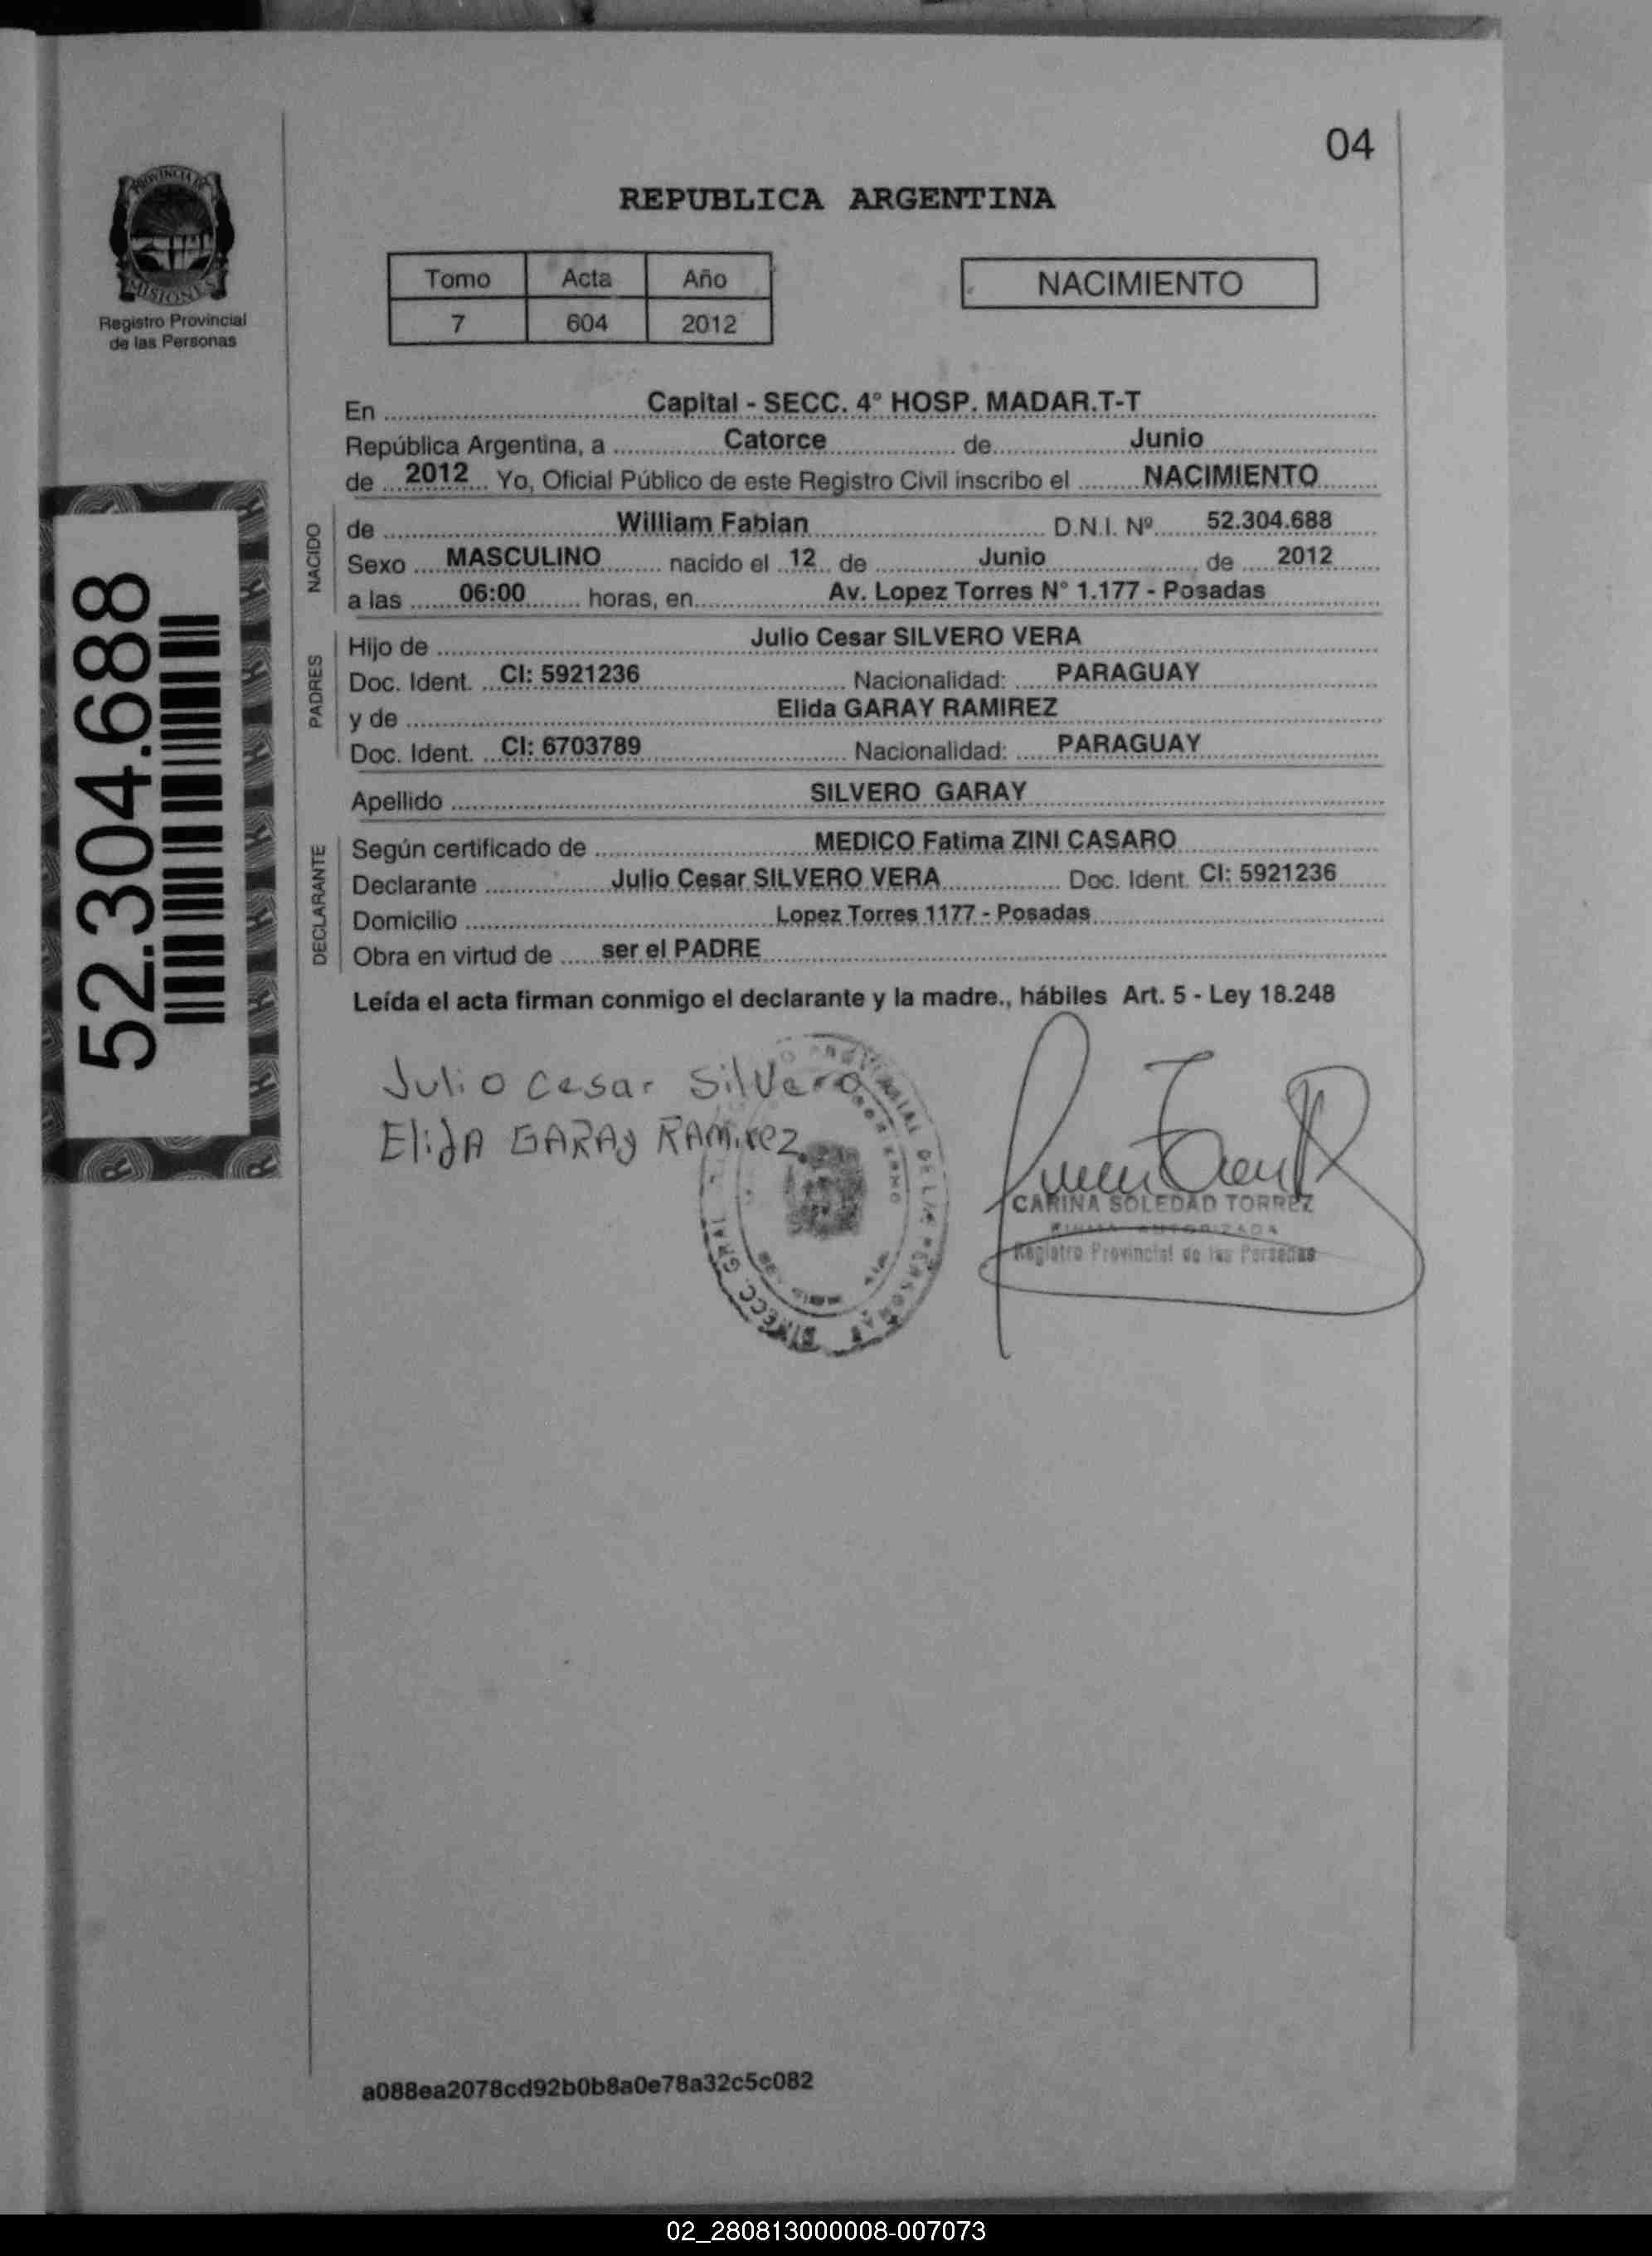 04
PROVINCIA DE
MISIONES
Registro Provincial
de las Personas
REPUBLICA ARGENTINA
Tomo Acta Año
7 604 2012
NACIMIENTO
En Capital - SECC. 4° HOSP. MADAR.T-T
República Argentina, a Catorce de Junio
de 2012 Yo, Oficial Público de este Registro Civil inscribo el NACIMIENTO
NACIDO
de William Fabian D.N.I. Nº 52.304.688
Sexo MASCULINO nacido el 12 de Junio de 2012
a las 06:00 horas, en Av. Lopez Torres N° 1.177 - Posadas
PADRES
Hijo de Julio Cesar SILVERO VERA
Doc. Ident. CI: 5921236 Nacionalidad: PARAGUAY
y de Elida GARAY RAMIREZ
Doc. Ident. CI: 6703789 Nacionalidad: PARAGUAY
Apellido SILVERO GARAY
DECLARANTE
Según certificado de MEDICO Fatima ZINI CASARO
Declarante Julio Cesar SILVERO VERA Doc. Ident. CI: 5921236
Domicilio Lopez Torres 1177 - Posadas
Obra en virtud de ser el PADRE
Leída el acta firman conmigo el declarante y la madre., hábiles Art. 5 - Ley 18.248
52.304.688
Julio Cesar Silvero
Elida GARAY RAMirez
CARINA SOLEDAD TORREZ
FIRMA AUTORIZADA
Registro Provincial de las Personas
a088ea2078cd92b0b8a0e78a32c5c082
02_280813000008-007073